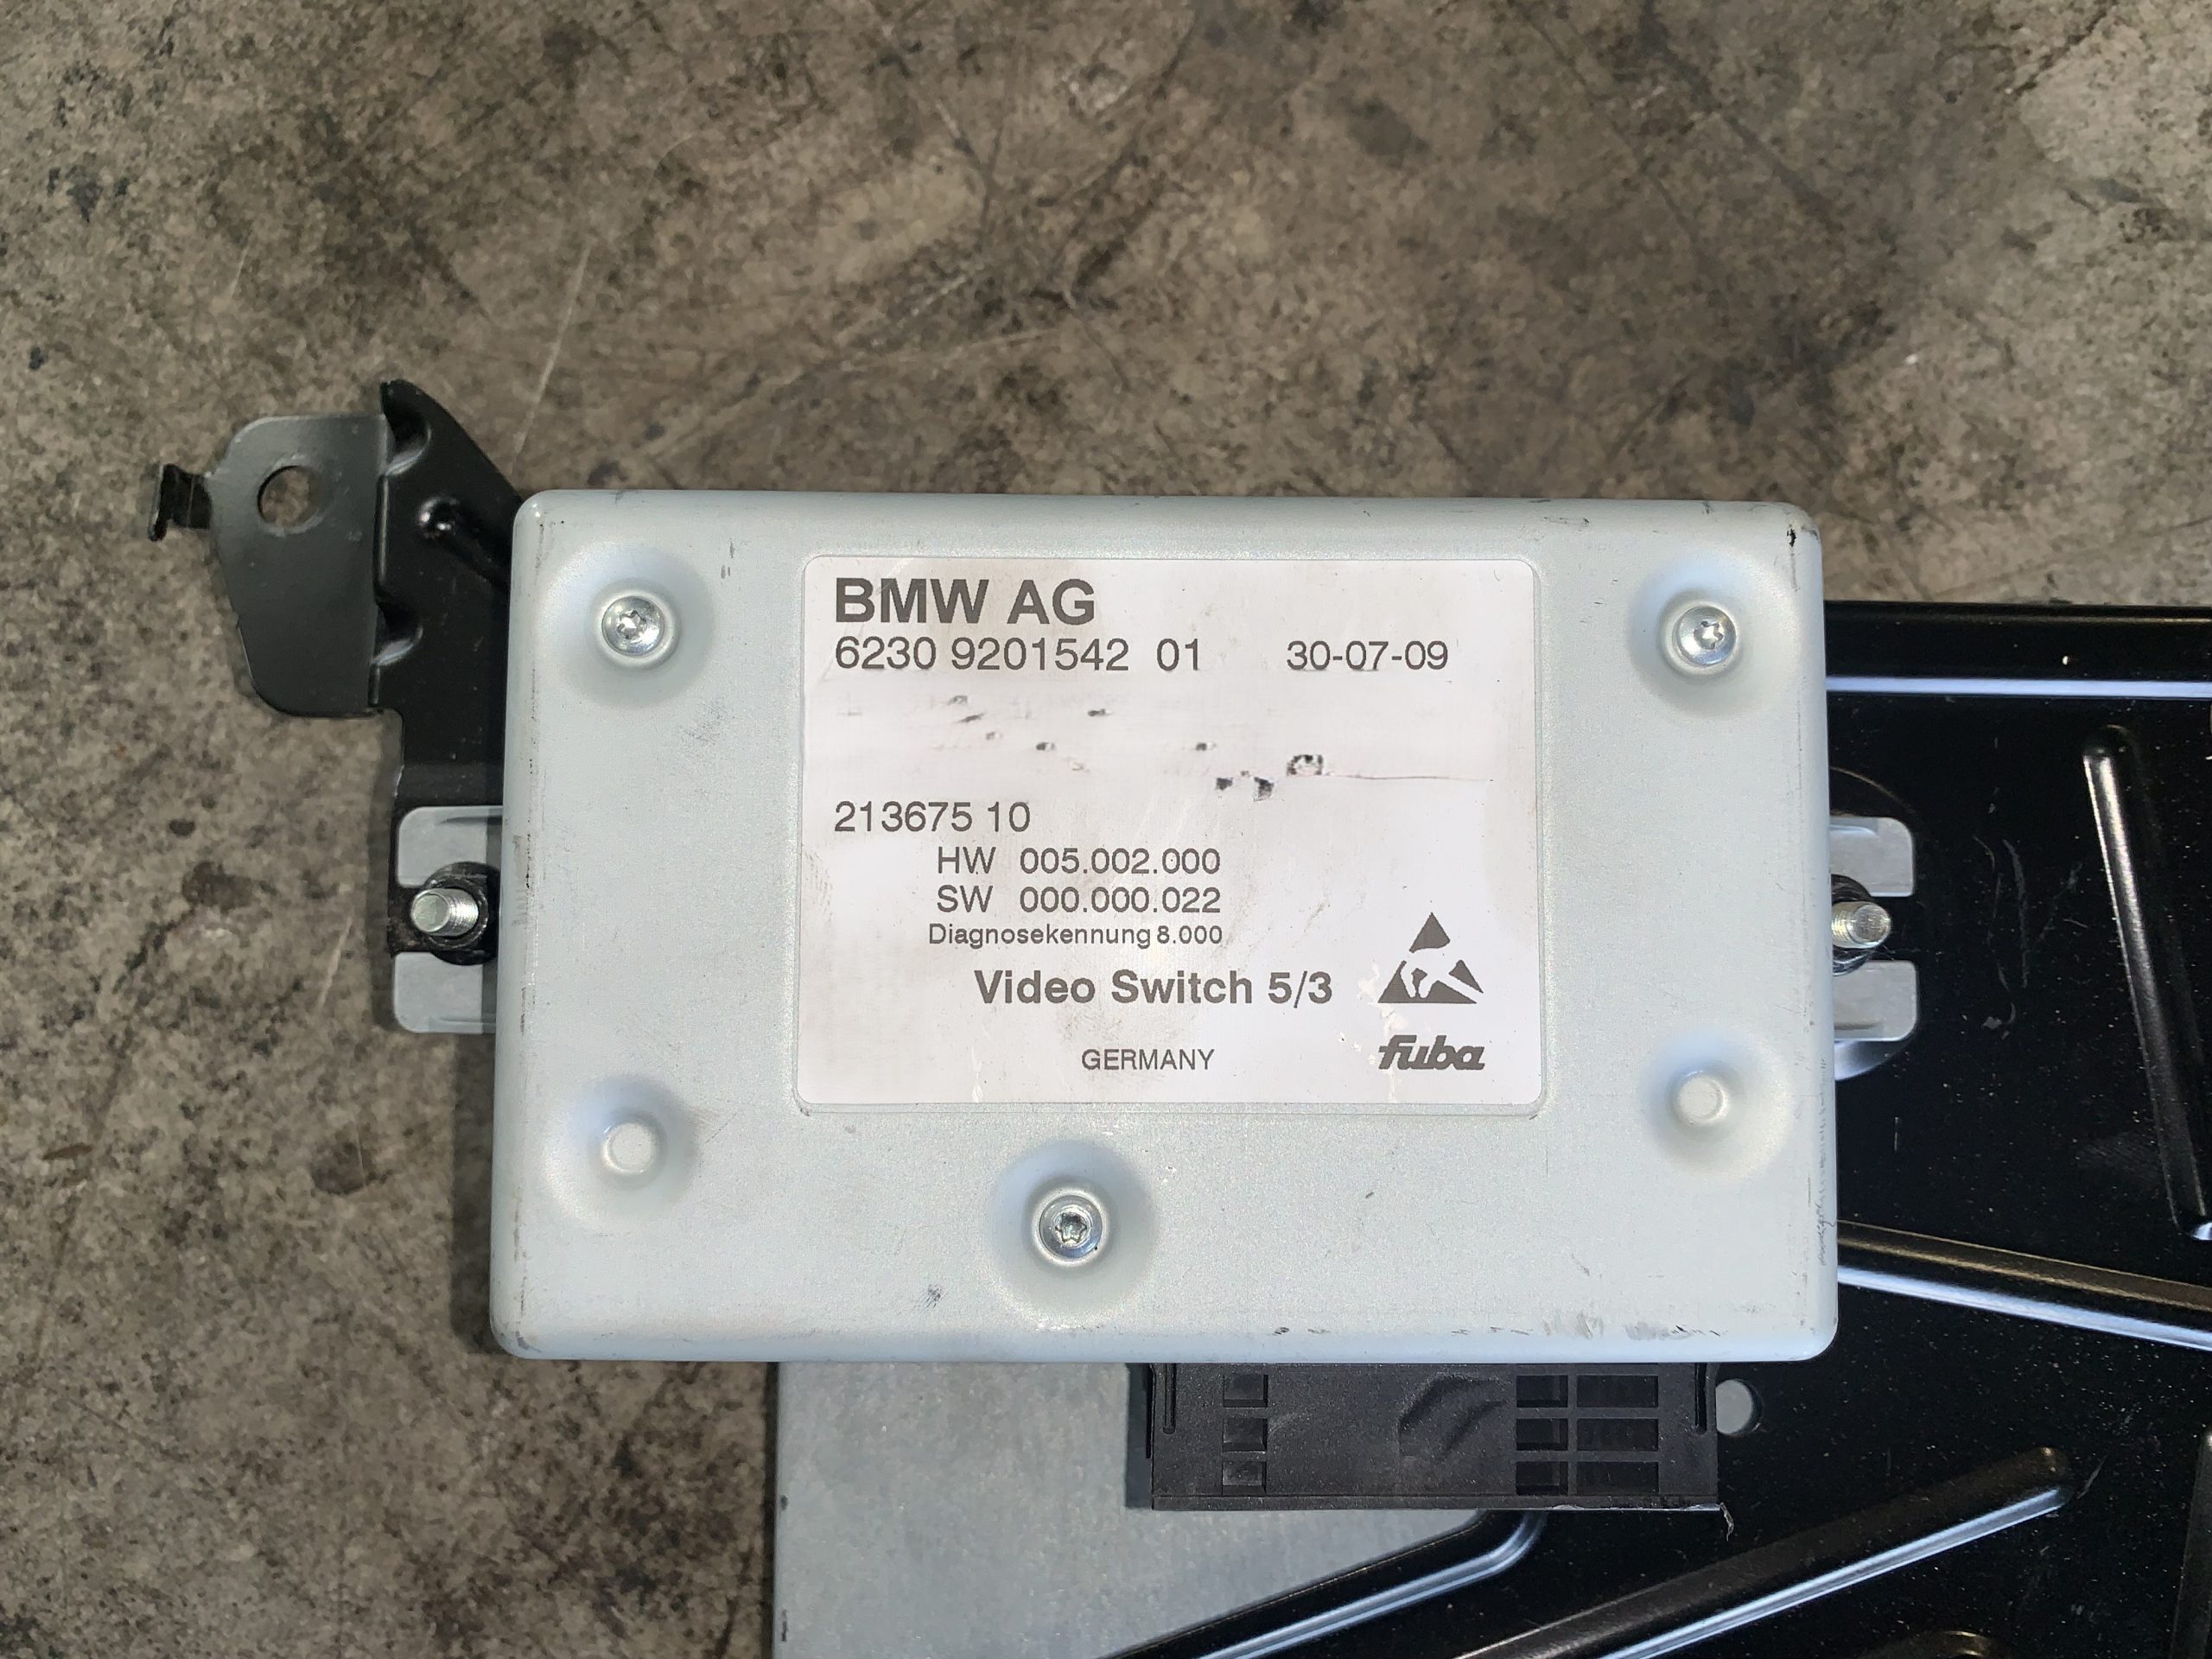 BMW AG
6230 9201542 01 30-07-09
213675 10
HW 005.002.000
SW 000.000.022
Diagnosekennung 8.000
Video Switch 5/3
GERMANY fuba